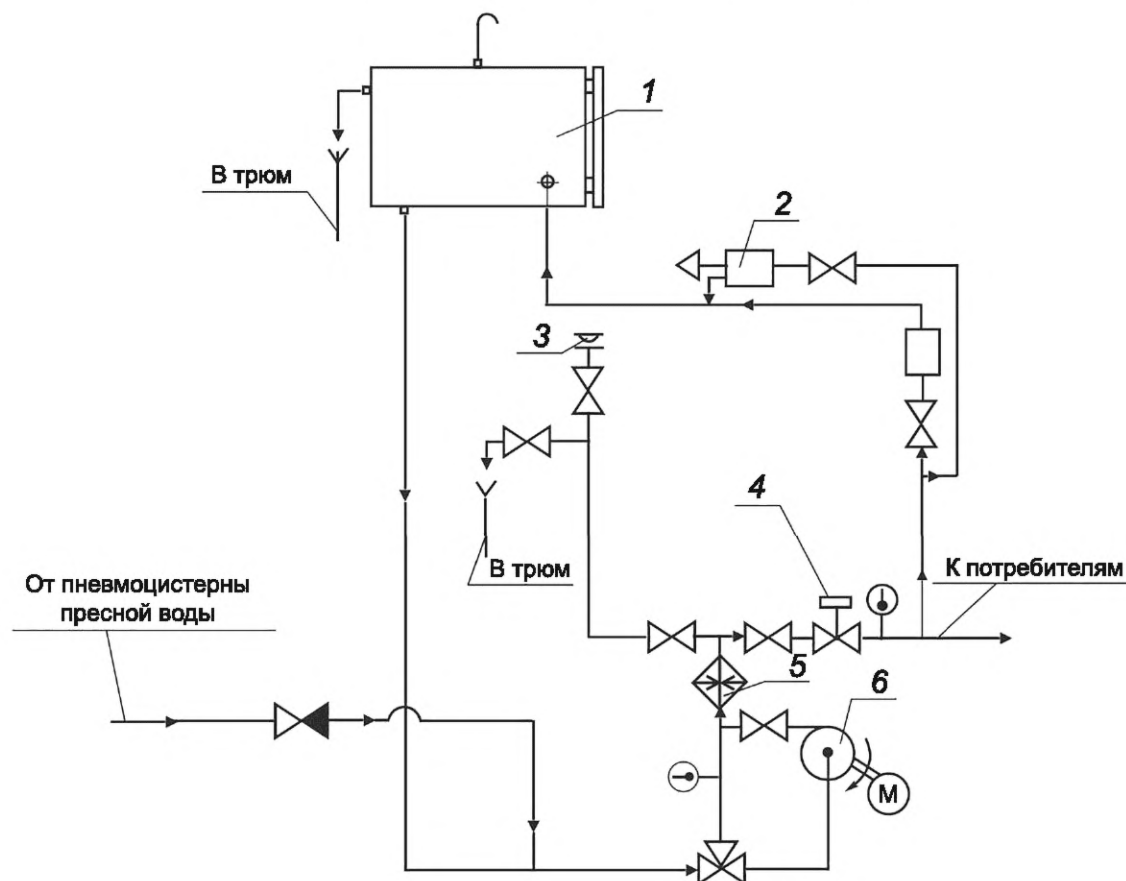 1
В трюм
2
3
4
В трюм
К потребителям
От пневмоцистерны
пресной воды
5
6
М